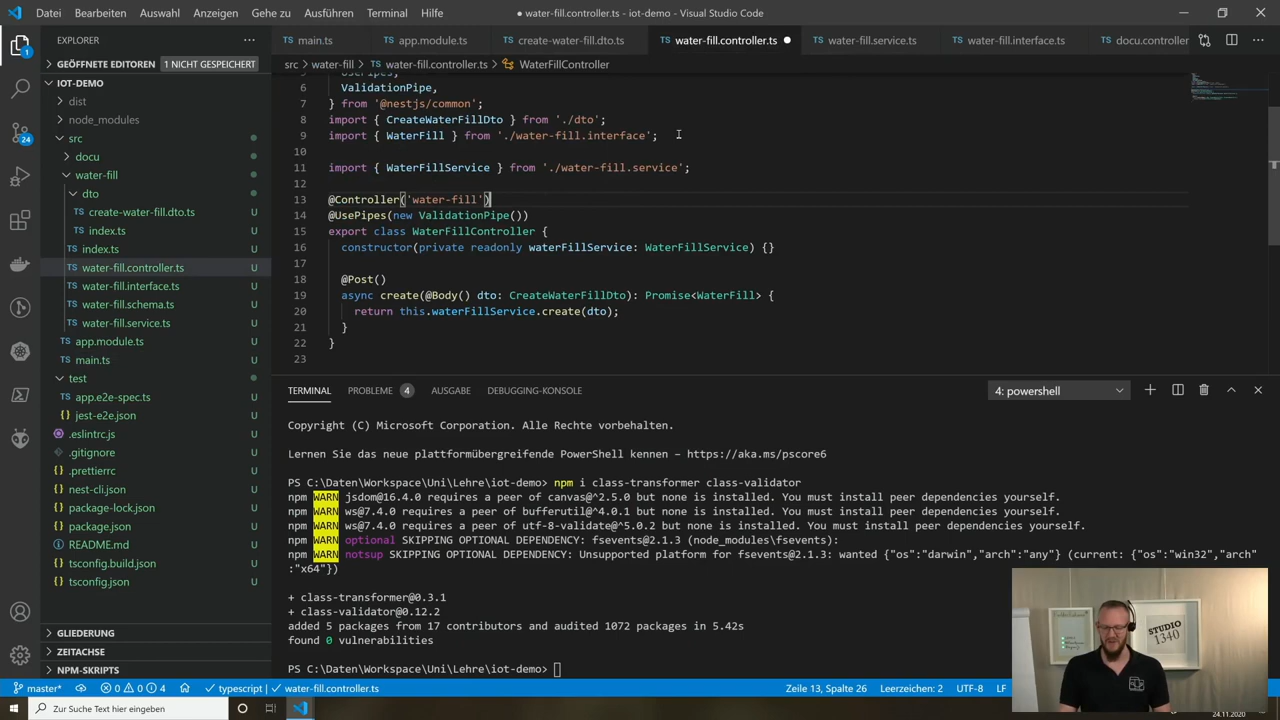 Datei Bearbeiten Auswahl Anzeigen Gehe zu Ausführen Terminal Hilfe ● water-fill.controller.ts - iot-demo - Visual Studio Code
EXPLORER
GEÖFFNETE EDITOREN 1 NICHT GESPEICHERT
IOT-DEMO
dist
node_modules
src
docu
water-fill
dto
TS create-water-fill.dto.ts U
TS index.ts U
TS index.ts U
TS water-fill.controller.ts U
TS water-fill.interface.ts U
TS water-fill.schema.ts U
TS water-fill.service.ts U
TS app.module.ts U
TS main.ts U
test
TS app.e2e-spec.ts U
{} jest-e2e.json U
.eslintrc.js U
.gitignore U
{} .prettierrc U
{} nest-cli.json U
{} package-lock.json U
{} package.json U
README.md U
{} tsconfig.build.json U
tsconfig.json U
GLIEDERUNG
ZEITACHSE
NPM-SKRIPTS
1
24
TS main.ts TS app.module.ts TS create-water-fill.dto.ts TS water-fill.controller.ts ● TS water-fill.service.ts TS water-fill.interface.ts TS docu.controller
src > water-fill > TS water-fill.controller.ts > WaterFillController
5 UsePipes,
6 ValidationPipe,
7 } from '@nestjs/common';
8 import { CreateWaterFillDto } from './dto';
9 import { WaterFill } from './water-fill.interface';
10
11 import { WaterFillService } from './water-fill.service';
12
13 @Controller('water-fill')
14 @UsePipes(new ValidationPipe())
15 export class WaterFillController {
16 constructor(private readonly waterFillService: WaterFillService) {}
17
18 @Post()
19 async create(@Body() dto: CreateWaterFillDto): Promise<WaterFill> {
20 return this.waterFillService.create(dto);
21 }
22 }
23
TERMINAL PROBLEME 4 AUSGABE DEBUGGING-KONSOLE 4: powershell
Copyright (C) Microsoft Corporation. Alle Rechte vorbehalten.
Lernen Sie das neue plattformübergreifende PowerShell kennen – https://aka.ms/pscore6
PS C:\Daten\Workspace\Uni\Lehre\iot-demo> npm i class-transformer class-validator
npm WARN jsdom@16.4.0 requires a peer of canvas@^2.5.0 but none is installed. You must install peer dependencies yourself.
npm WARN ws@7.4.0 requires a peer of bufferutil@^4.0.1 but none is installed. You must install peer dependencies yourself.
npm WARN ws@7.4.0 requires a peer of utf-8-validate@^5.0.2 but none is installed. You must install peer dependencies yourself.
npm WARN optional SKIPPING OPTIONAL DEPENDENCY: fsevents@2.1.3 (node_modules\fsevents):
npm WARN notsup SKIPPING OPTIONAL DEPENDENCY: Unsupported platform for fsevents@2.1.3: wanted {"os":"darwin","arch":"any"} (current: {"os":"win32","arch"
:"x64"})
+ class-transformer@0.3.1
+ class-validator@0.12.2
added 5 packages from 17 contributors and audited 1072 packages in 5.42s
found 0 vulnerabilities
PS C:\Daten\Workspace\Uni\Lehre\iot-demo>
STUDIO
1340
master* 0 0 4 typescript | water-fill.controller.ts Zeile 13, Spalte 26 Leerzeichen: 2 UTF-8 LF
Zur Suche hier eingeben
24.11.2020